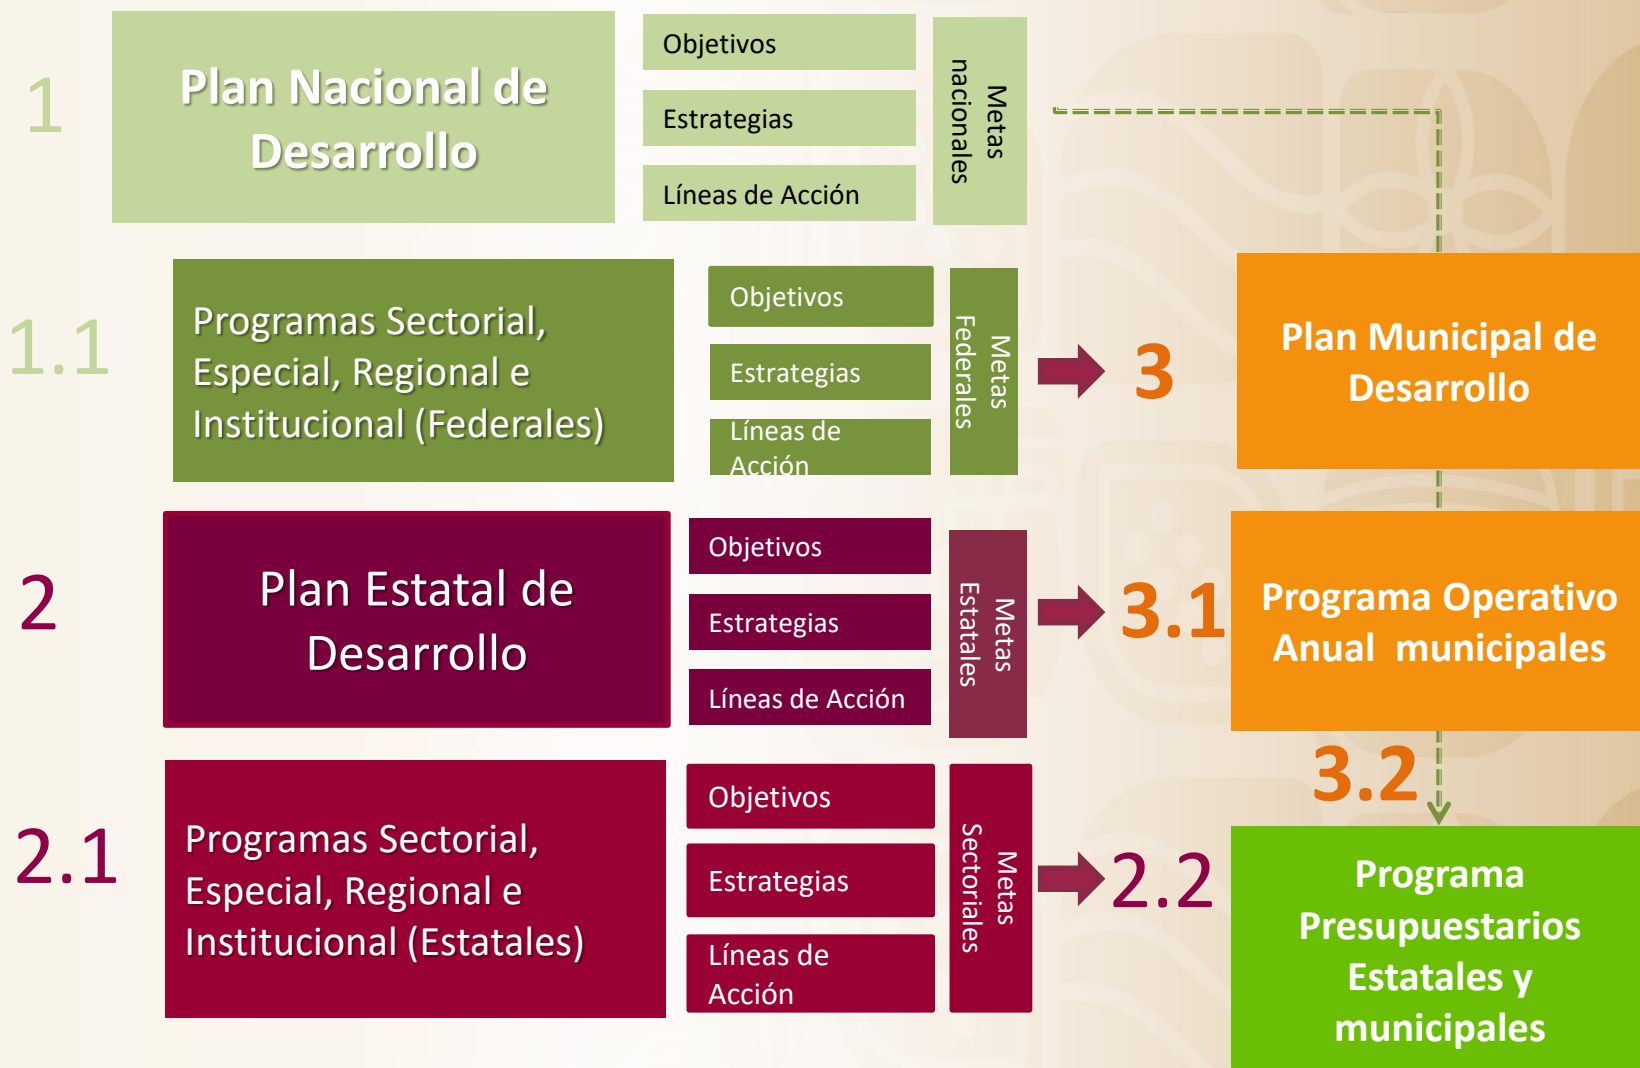 1
Plan Nacional de
Desarrollo
Objetivos
Estrategias
Líneas de Acción
Metas
nacionales
1.1
Programas Sectorial,
Especial, Regional e
Institucional (Federales)
Objetivos
Estrategias
Líneas de
Acción
Metas
Federales
3
Plan Municipal de
Desarrollo
2
Plan Estatal de
Desarrollo
Objetivos
Estrategias
Líneas de Acción
Metas
Estatales
3.1
Programa Operativo
Anual municipales
2.1
Programas Sectorial,
Especial, Regional e
Institucional (Estatales)
Objetivos
Estrategias
Líneas de
Acción
Metas
Sectoriales
2.2
3.2
Programa
Presupuestarios
Estatales y
municipales